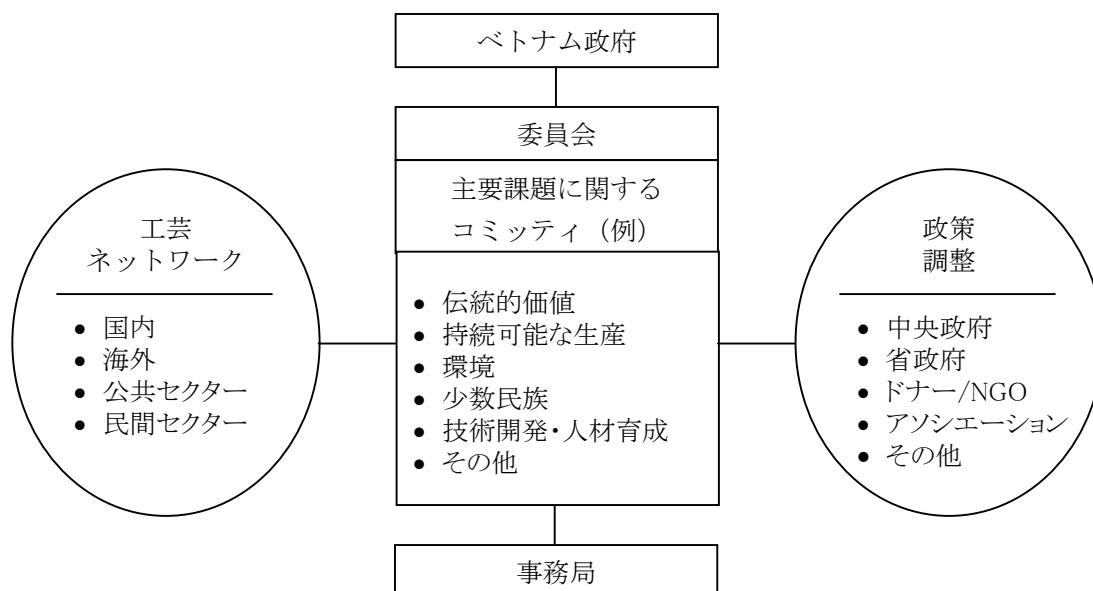 ベトナム政府
委員会
主要課題に関する
コミッティ（例）
工芸
ネットワーク
● 国内
● 海外
● 公共セクター
● 民間セクター
● 伝統的価値
● 持続可能な生産
● 環境
● 少数民族
● 技術開発・人材育成
● その他
政策
調整
● 中央政府
● 省政府
● ドナー/NGO
● アソシエーション
● その他
事務局